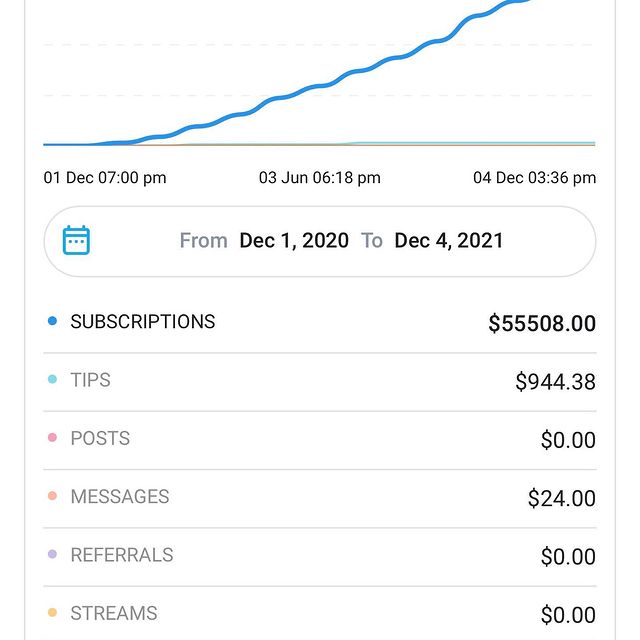 01 Dec 07:00 pm 03 Jun 06:18 pm 04 Dec 03:36 pm
From Dec 1, 2020 To Dec 4, 2021
SUBSCRIPTIONS $55508.00
TIPS $944.38
POSTS $0.00
MESSAGES $24.00
REFERRALS $0.00
STREAMS $0.00